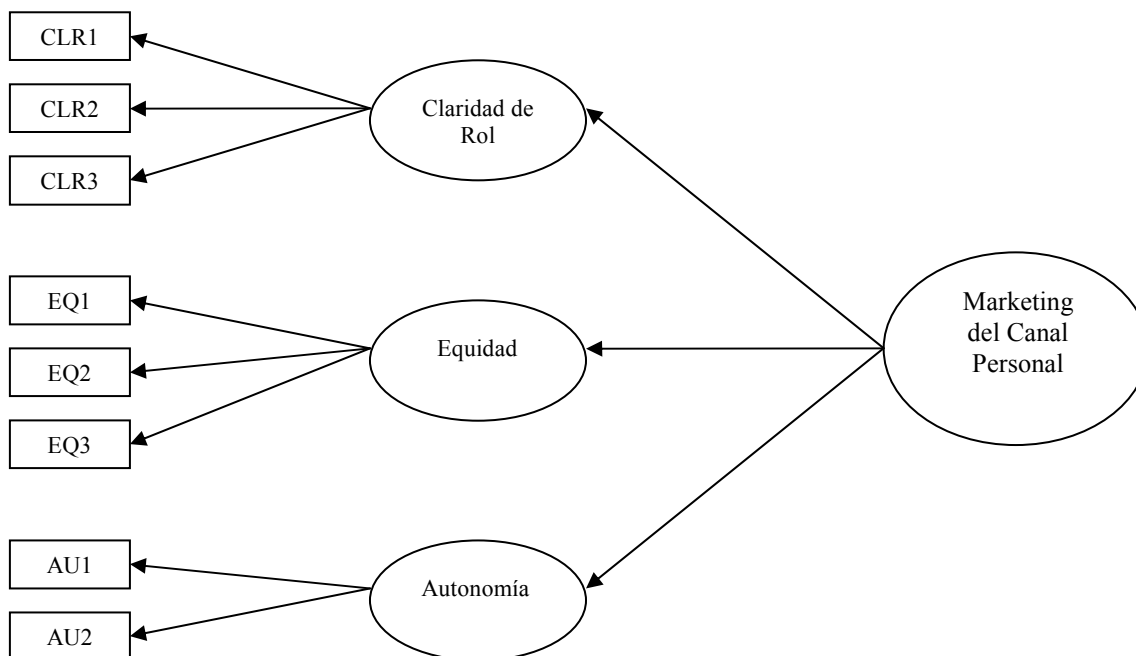 CLR1
CLR2
CLR3
Claridad de
Rol
EQ1
EQ2
EQ3
Equidad
Marketing
del Canal
Personal
AU1
AU2
Autonomía